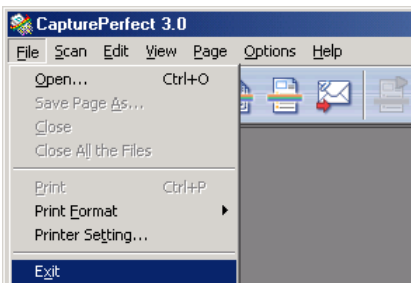 CapturePerfect 3.0
File Scan Edit View Page Options Help
Open... Ctrl+O
Save Page As...
Close
Close All the Files
Print Ctrl+P
Print Format
Printer Setting...
Exit